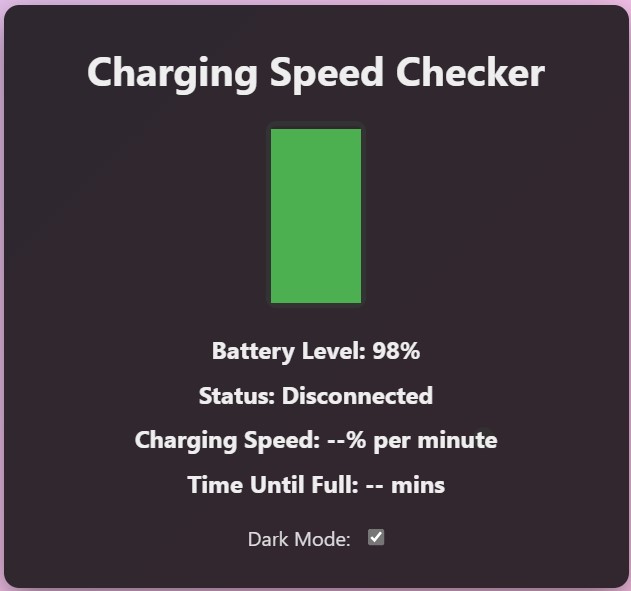 Charging Speed Checker
Battery Level: 98%
Status: Disconnected
Charging Speed: --% per minute
Time Until Full: -- mins
Dark Mode: